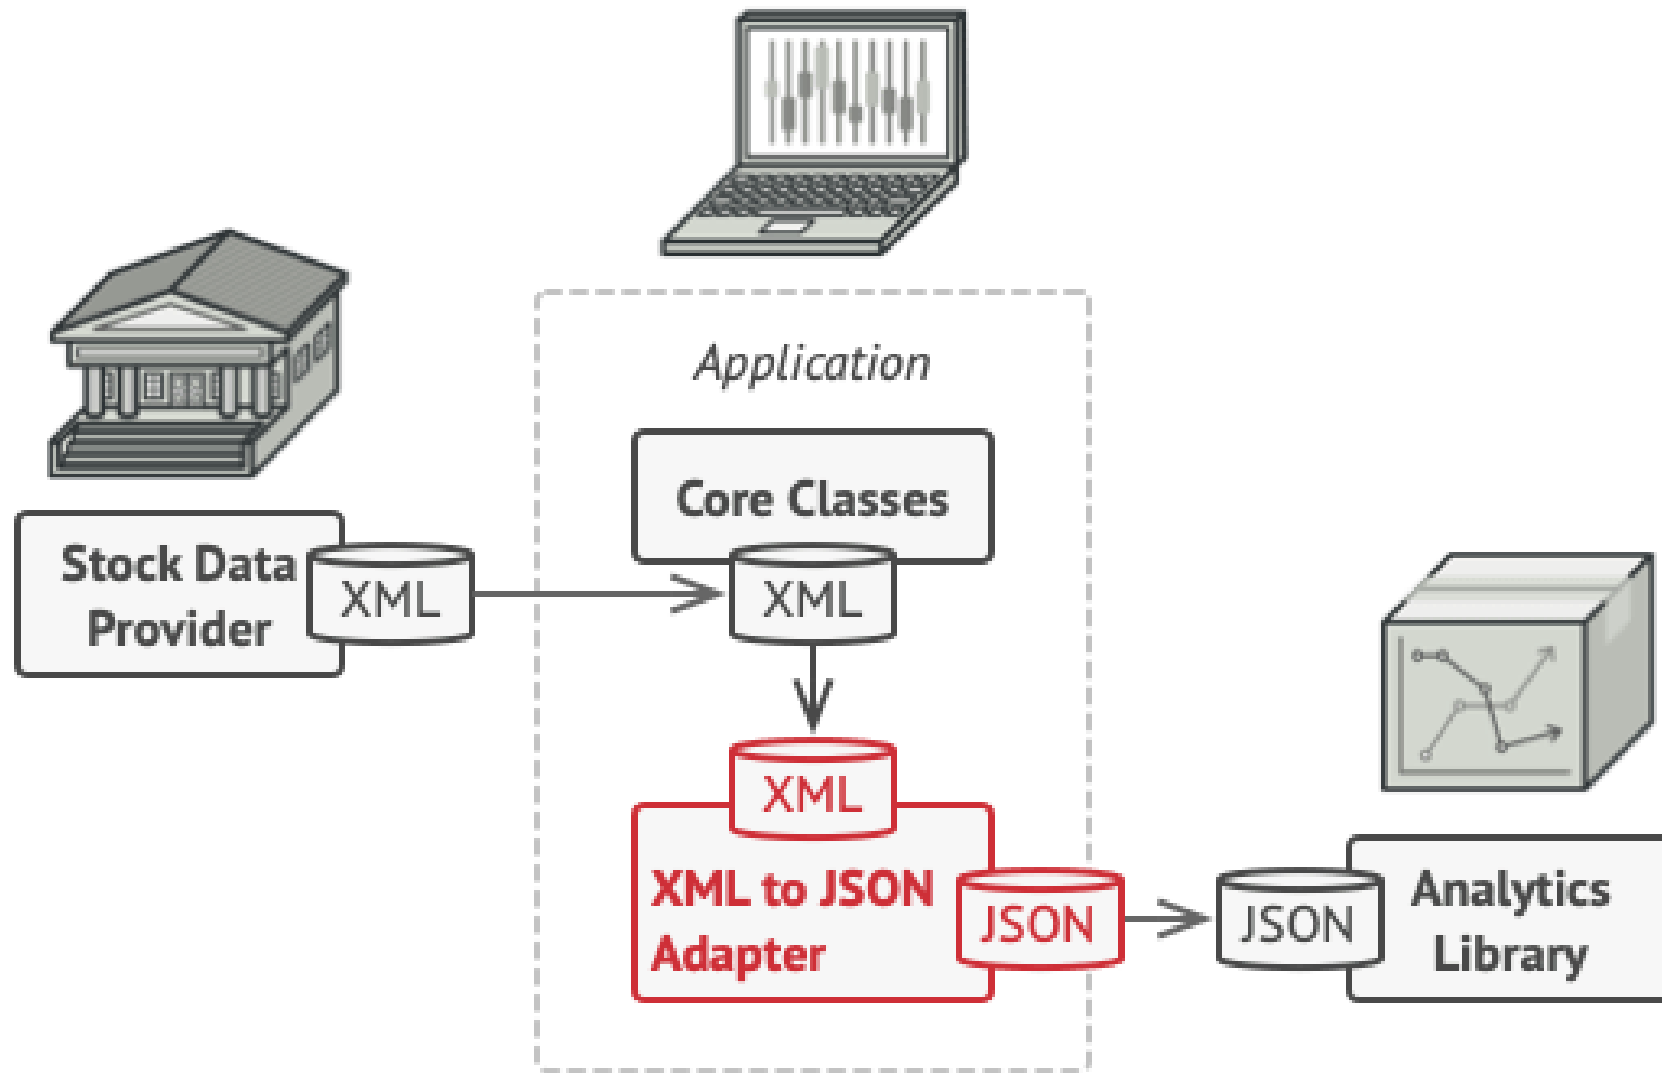 Application
Core Classes
Stock Data
Provider
XML
XML
XML
XML to JSON
Adapter
JSON
JSON
Analytics
Library